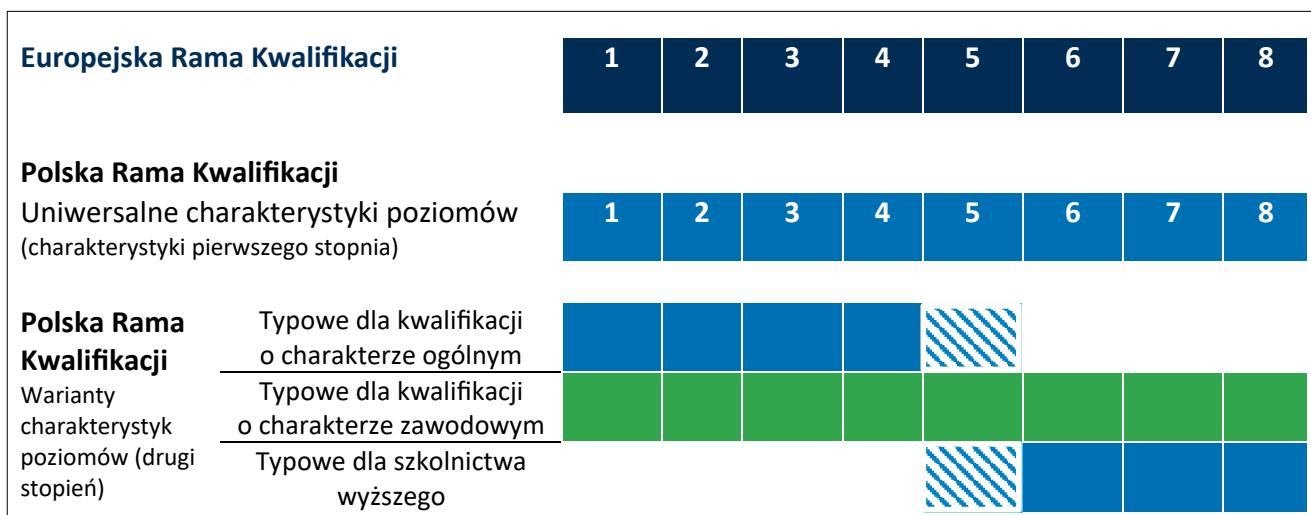 Europejska Rama Kwalifikacji 1 2 3 4 5 6 7 8
Polska Rama Kwalifikacji
Uniwersalne charakterystyki poziomów
(charakterystyki pierwszego stopnia)
1 2 3 4 5 6 7 8
Polska Rama
Kwalifikacji
Warianty
charakterystyk
poziomów (drugi
stopień)
Typowe dla kwalifikacji
o charakterze ogólnym
Typowe dla kwalifikacji
o charakterze zawodowym
Typowe dla szkolnictwa
wyższego